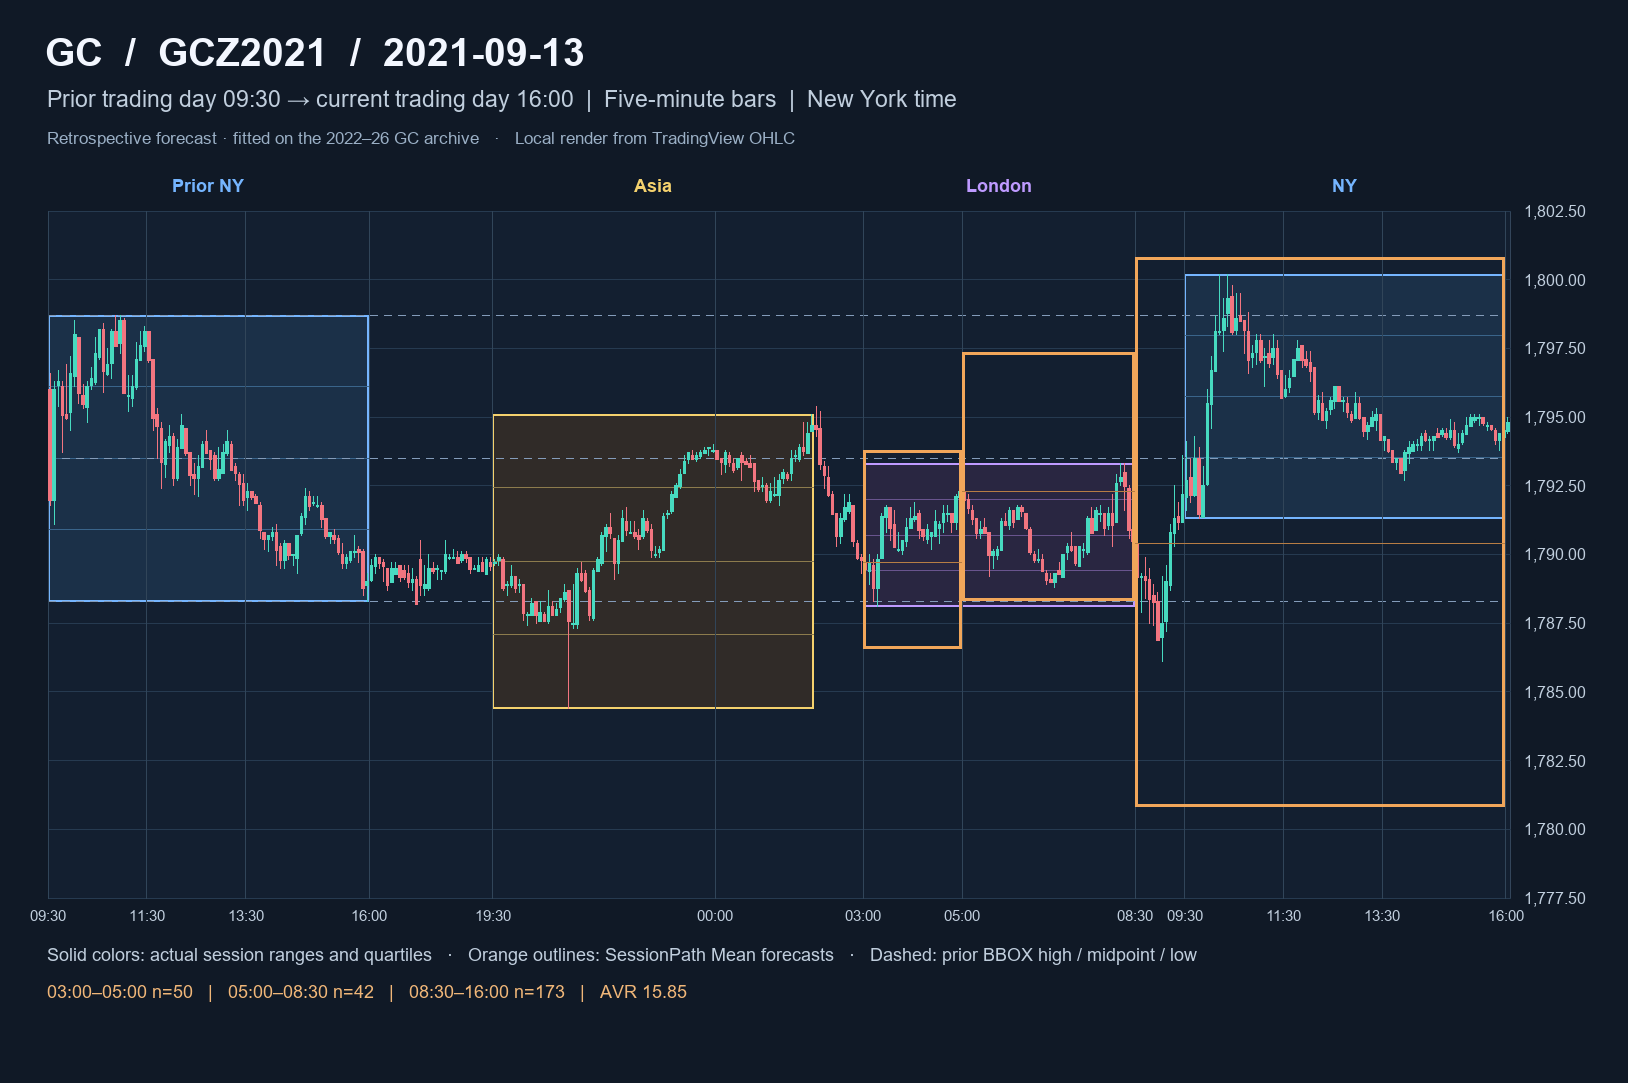 GC / GCZ2021 / 2021-09-13
Prior trading day 09:30 → current trading day 16:00 | Five-minute bars | New York time
Retrospective forecast · fitted on the 2022–26 GC archive · Local render from TradingView OHLC
Prior NY Asia London NY
1,802.50
1,800.00
1,797.50
1,795.00
1,792.50
1,790.00
1,787.50
1,785.00
1,782.50
1,780.00
1,777.50
09:30 11:30 13:30 16:00 19:30 00:00 03:00 05:00 08:30 09:30 11:30 13:30 16:00
Solid colors: actual session ranges and quartiles · Orange outlines: SessionPath Mean forecasts · Dashed: prior BBOX high / midpoint / low
03:00–05:00 n=50 | 05:00–08:30 n=42 | 08:30–16:00 n=173 | AVR 15.85